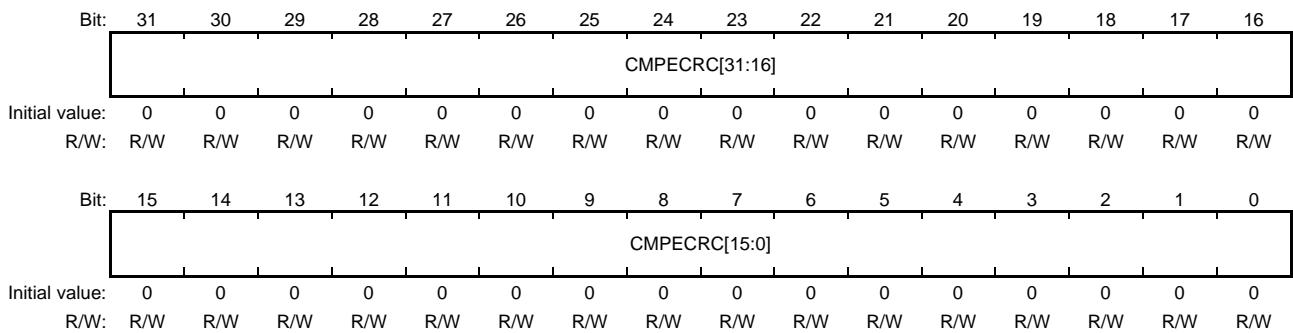 Bit: 31 30 29 28 27 26 25 24 23 22 21 20 19 18 17 16
CMPECRC[31:16]
Initial value: 0 0 0 0 0 0 0 0 0 0 0 0 0 0 0 0
R/W: R/W R/W R/W R/W R/W R/W R/W R/W R/W R/W R/W R/W R/W R/W R/W R/W
Bit: 15 14 13 12 11 10 9 8 7 6 5 4 3 2 1 0
CMPECRC[15:0]
Initial value: 0 0 0 0 0 0 0 0 0 0 0 0 0 0 0 0
R/W: R/W R/W R/W R/W R/W R/W R/W R/W R/W R/W R/W R/W R/W R/W R/W R/W